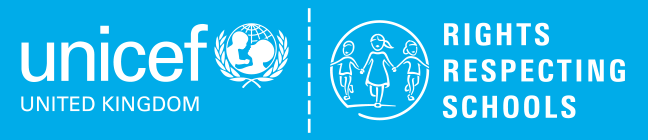 unicef
UNITED KINGDOM
RIGHTS
RESPECTING
SCHOOLS